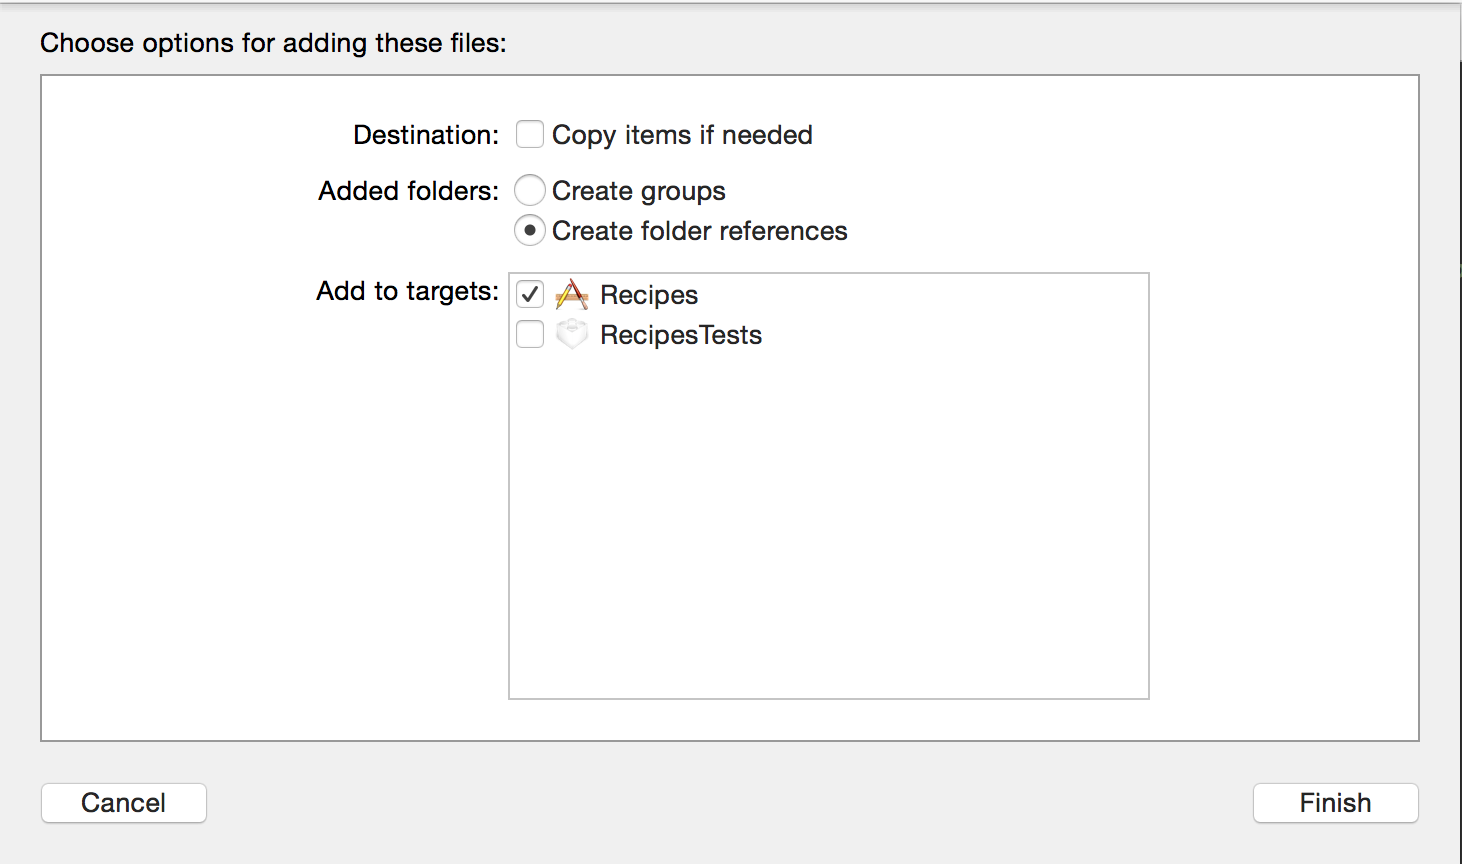 Choose options for adding these files:
Destination: Copy items if needed
Added folders: Create groups
Create folder references
Add to targets: Recipes
RecipesTests
Cancel Finish